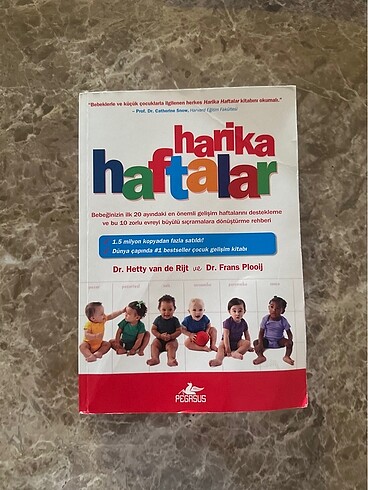 "Bebeklerle ve küçük çocuklarla ilgilenen herkes Harika Haftalar kitabını okumalı."
- Prof. Dr. Catherine Snow, Harvard Eğitim Fakültesi
harika
haftalar
Bebeğinizin ilk 20 ayındaki en önemli gelişim haftalarını destekleme
ve bu 10 zorlu evreyi büyülü sıçramalara dönüştürme rehberi
1.5 milyon kopyadan fazla satıldı!
Dünya çapında #1 bestseller çocuk gelişim kitabı
Dr. Hetty van de Rijt ve Dr. Frans Plooij
pazartesi salı
PEGASUS